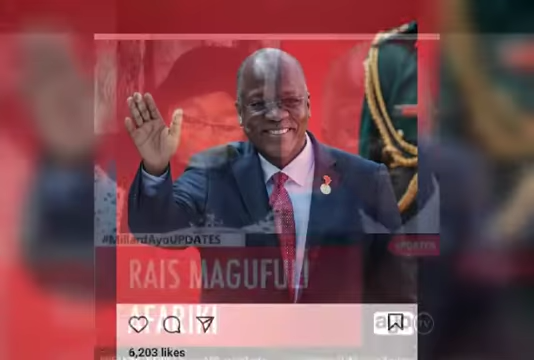 #MillardAyoUPDATES
UPDATES
RAIS MAGUFULI
AFARIKI
6,203 likes